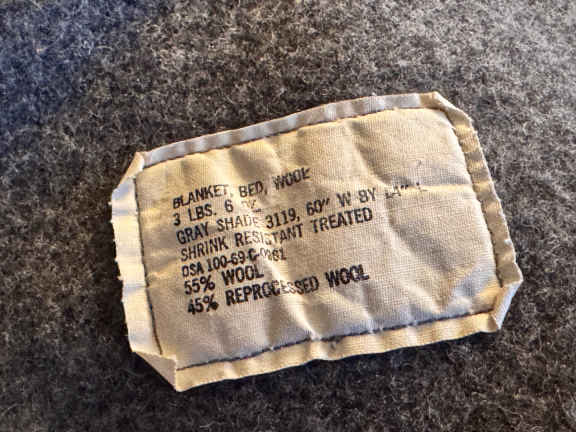 BLANKET, BED, WOOL
3 LBS. 6 OZ.
GRAY SHADE 3119, 60" W BY L
SHRINK RESISTANT TREATED
DSA 100-69-C-
55% WOOL
45% REPROCESSED WOOL